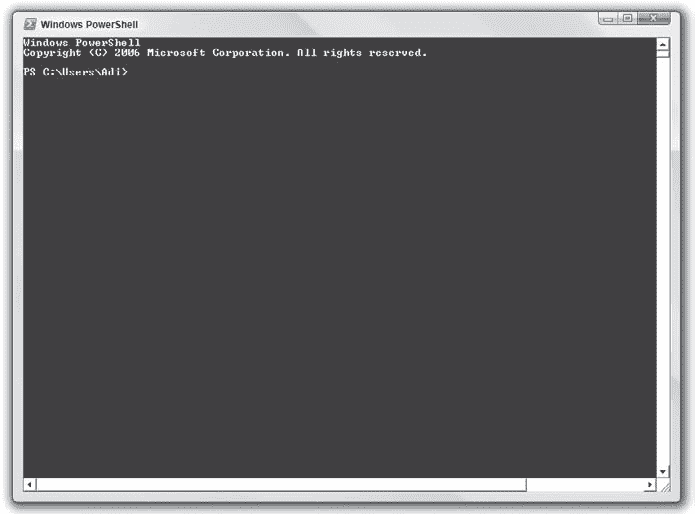 Windows PowerShell
Windows PowerShell
Copyright (C) 2006 Microsoft Corporation. All rights reserved.
PS C:\Users\Adi>